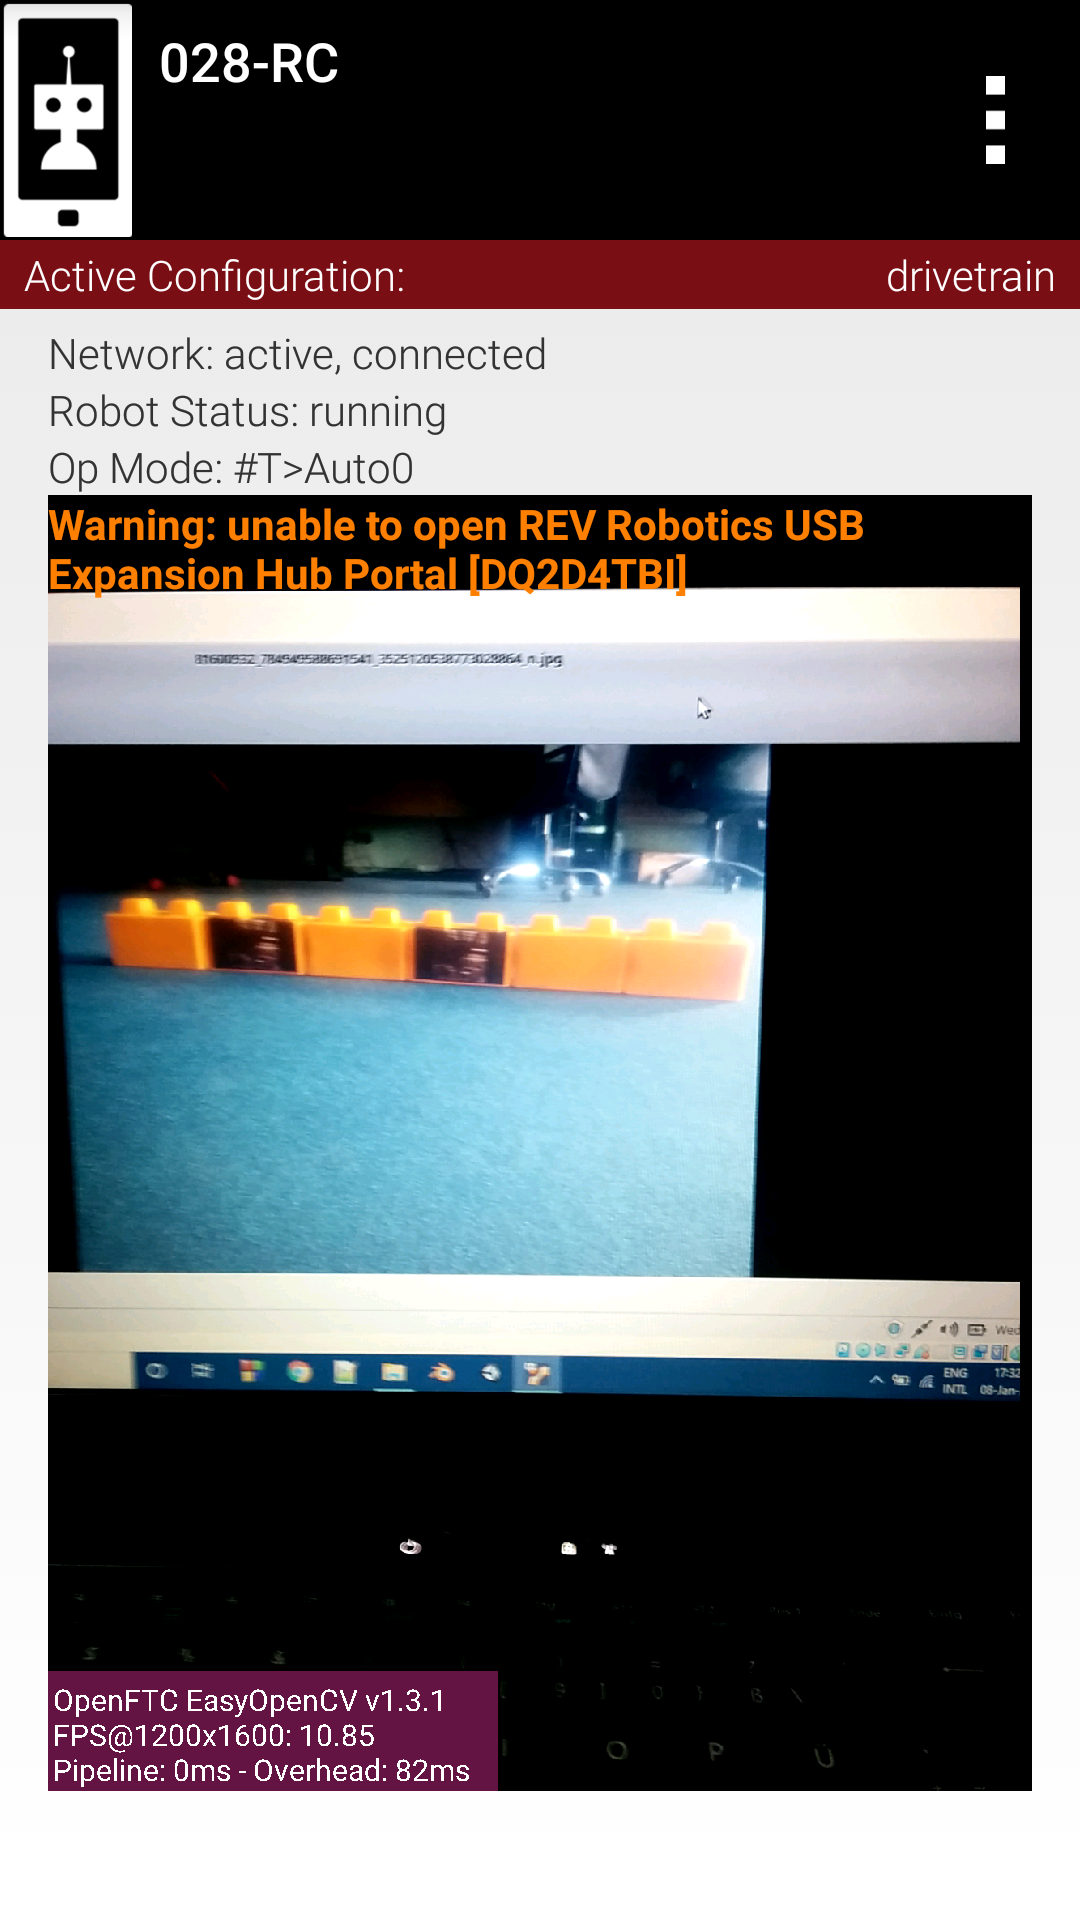 028-RC
Active Configuration: drivetrain
Network: active, connected
Robot Status: running
Op Mode: #T>Auto0
Warning: unable to open REV Robotics USB
Expansion Hub Portal [DQ2D4TBI]
81600932_784949588691541_3525120538773028864_n.jpg
Wed
ENG 17:32
INTL 08-Jan-
OpenFTC EasyOpenCV v1.3.1
FPS@1200x1600: 10.85
Pipeline: 0ms - Overhead: 82ms
O P Ü